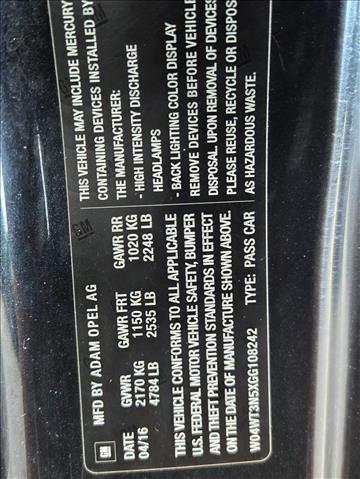 THIS VEHICLE MAY INCLUDE MERCURY
CONTAINING DEVICES INSTALLED BY
THE MANUFACTURER:
- HIGH INTENSITY DISCHARGE
HEADLAMPS
- BACK LIGHTING COLOR DISPLAY
REMOVE DEVICES BEFORE VEHICLE
DISPOSAL. UPON REMOVAL OF DEVICES
PLEASE REUSE, RECYCLE OR DISPOSE
AS HAZARDOUS WASTE.
GM
MFD BY ADAM OPEL AG
DATE GVWR GAWR FRT GAWR RR
04/16 2170 KG 1150 KG 1020 KG
4784 LB 2535 LB 2248 LB
THIS VEHICLE CONFORMS TO ALL APPLICABLE
U.S. FEDERAL MOTOR VEHICLE SAFETY, BUMPER
AND THEFT PREVENTION STANDARDS IN EFFECT
ON THE DATE OF MANUFACTURE SHOWN ABOVE.
W04WT3N5XGG108242 TYPE: PASS CAR